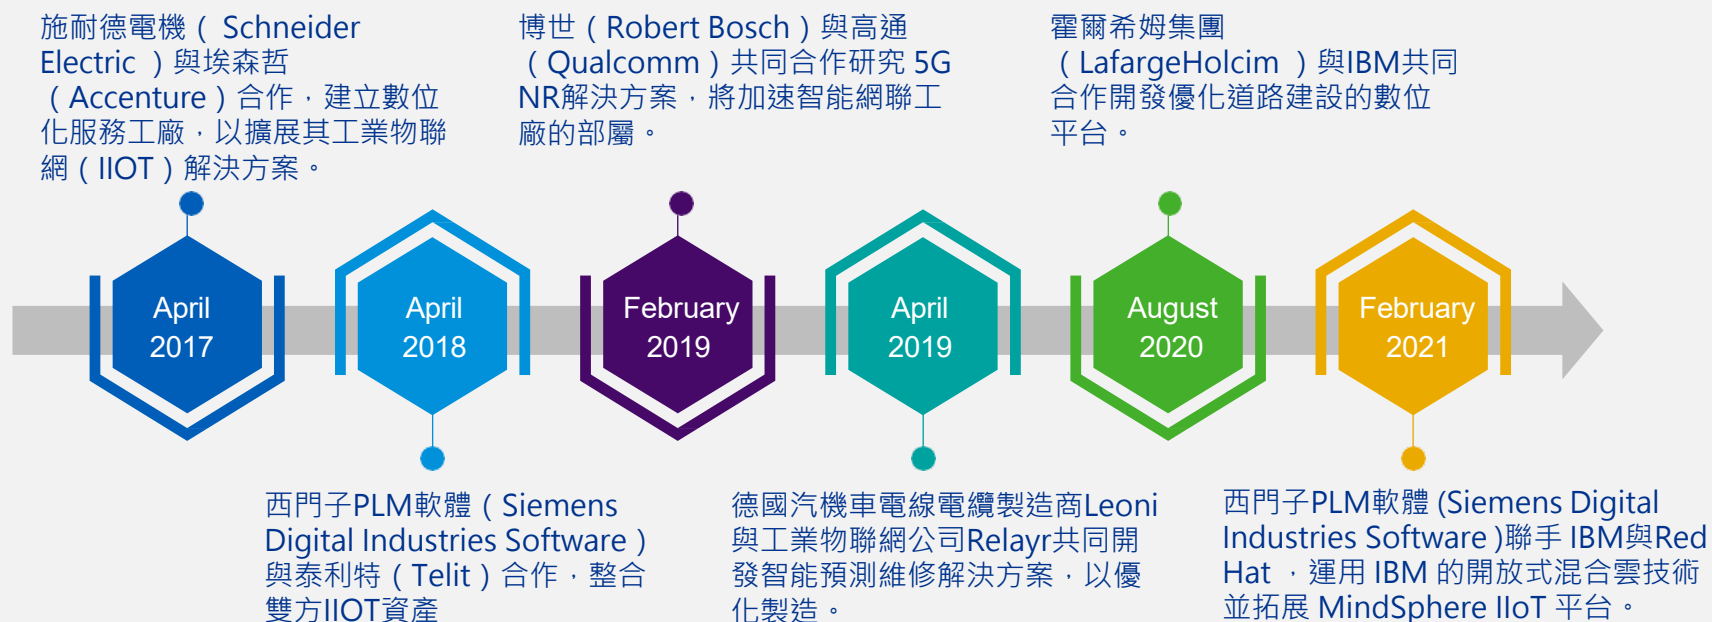 施耐德電機（ Schneider
Electric ）與埃森哲
（Accenture）合作，建立數位
化服務工廠，以擴展其工業物聯
網（IIOT）解決方案。
博世（Robert Bosch）與高通
（Qualcomm）共同合作研究 5G
NR解決方案，將加速智能網聯工
廠的部屬。
霍爾希姆集團
（LafargeHolcim ）與IBM共同
合作開發優化道路建設的數位
平台。
April
2017
April
2018
February
2019
April
2019
August
2020
February
2021
西門子PLM軟體（Siemens
Digital Industries Software）
與泰利特（Telit）合作，整合
雙方IIOT資產
德國汽機車電線電纜製造商Leoni
與工業物聯網公司Relayr共同開
發智能預測維修解決方案，以優
化製造。
西門子PLM軟體 (Siemens Digital
Industries Software )聯手 IBM與Red
Hat ，運用 IBM 的開放式混合雲技術
並拓展 MindSphere IIoT 平台。